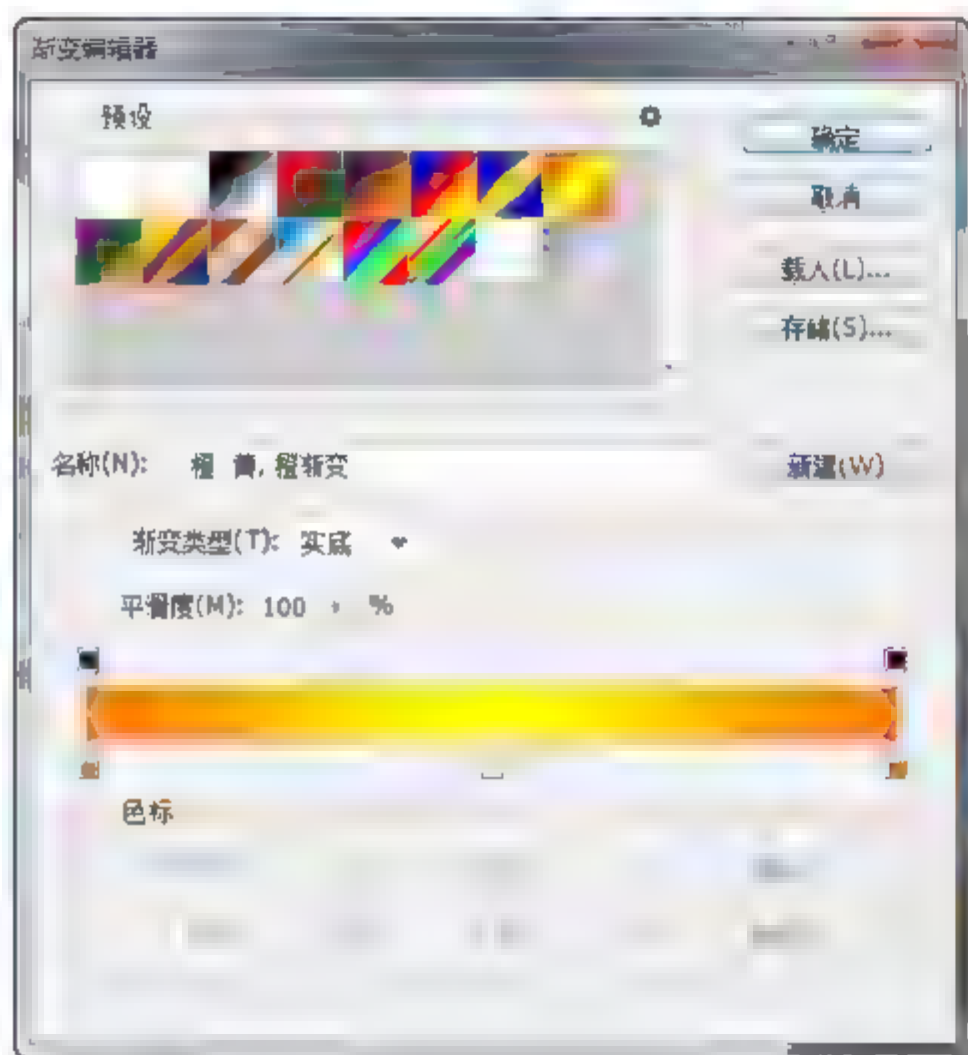 渐变编辑器
预设
确定
取消
载入(L)...
存储(S)...
名称(N): 橙 黄,橙渐变
新建(W)
渐变类型(T): 实底
平滑度(M): 100 %
色标